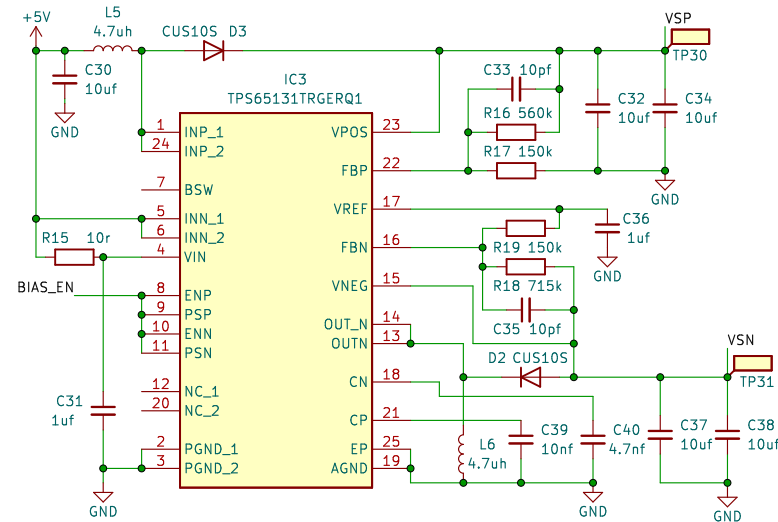 +5V
L5
4.7uh
CUS10S D3
VSP
TP30
C30
10uf
GND
IC3
TPS65131TRGERQ1
C33 10pf
R16 560k
R17 150k
C32
10uf
C34
10uf
GND
1 INP_1
24 INP_2
7 BSW
5 INN_1
6 INN_2
4 VIN
8 ENP
9 PSP
10 ENN
11 PSN
12 NC_1
20 NC_2
2 PGND_1
3 PGND_2
VPOS 23
FBP 22
VREF 17
FBN 16
VNEG 15
OUT_N 14
OUTN 13
CN 18
CP 21
EP 25
AGND 19
R15 10r
BIAS_EN
C31
1uf
GND
R19 150k
R18 715k
C35 10pf
C36
1uf
GND
D2 CUS10S
VSN
TP31
L6
4.7uh
C39
10nf
C40
4.7nf
C37
10uf
C38
10uf
GND
GND